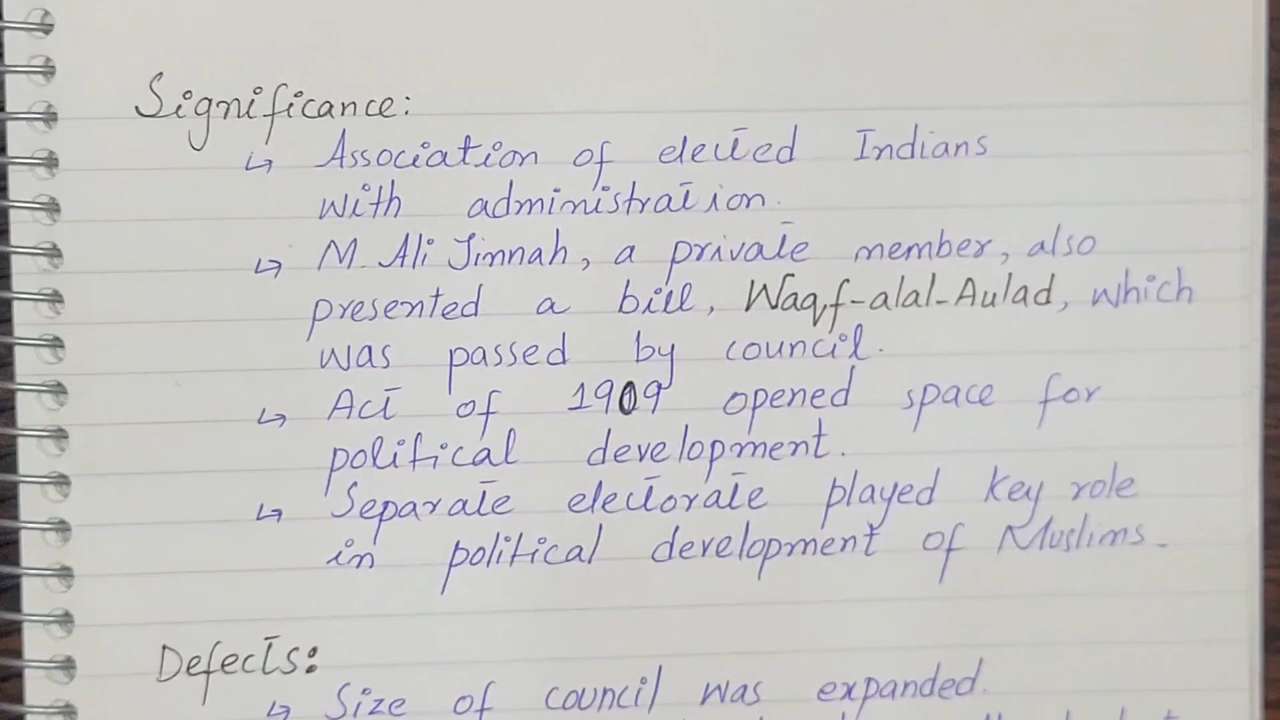 Significance:
↳ Association of elected Indians
with administration.
↳ M. Ali Jinnah, a private member, also
presented a bill, Waqf-alal-Aulad, which
was passed by council.
↳ Act of 1909 opened space for
political development.
↳ Separate electorate played key role
in political development of Muslims.
Defects:
↳ Size of council was expanded.